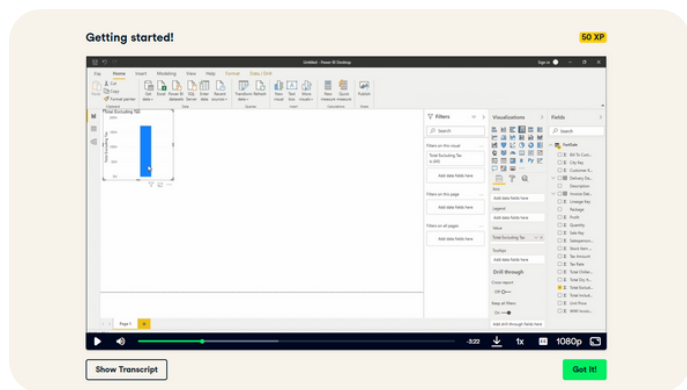 Getting started!
50 XP
Untitled - Power BI Desktop
Sign in
File Home Insert Modeling View Help Format Data / Drill
Cut
Copy
Format painter
Get data
Excel
Power BI datasets
SQL Server
Enter data
Recent sources
Transform data
Refresh
New visual
Text box
More visuals
New measure
Quick measure
Publish
Total Excluding Tax
Filters
Search
Filters on this visual
Total Excluding Tax
is (All)
Add data fields here
Filters on this page
Add data fields here
Filters on all pages
Add data fields here
Visualizations
Axis
Add data fields here
Legend
Add data fields here
Value
Total Excluding Tax
Tooltips
Add data fields here
Drill through
Cross-report
Off
Keep all filters
On
Add drill-through fields here
Fields
Search
FactSale
Bill To Cust...
City Key
Customer K...
Delivery Da...
Description
Invoice Dat...
Lineage Key
Package
Profit
Quantity
Sale Key
Salesperson...
Stock Item ...
Tax Amount
Tax Rate
Total Chiller...
Total Dry It...
Total Exclud...
Total Includ...
Unit Price
WWI Invoic...
Page 1
-3:22
1x
1080p
Show Transcript
Got It!